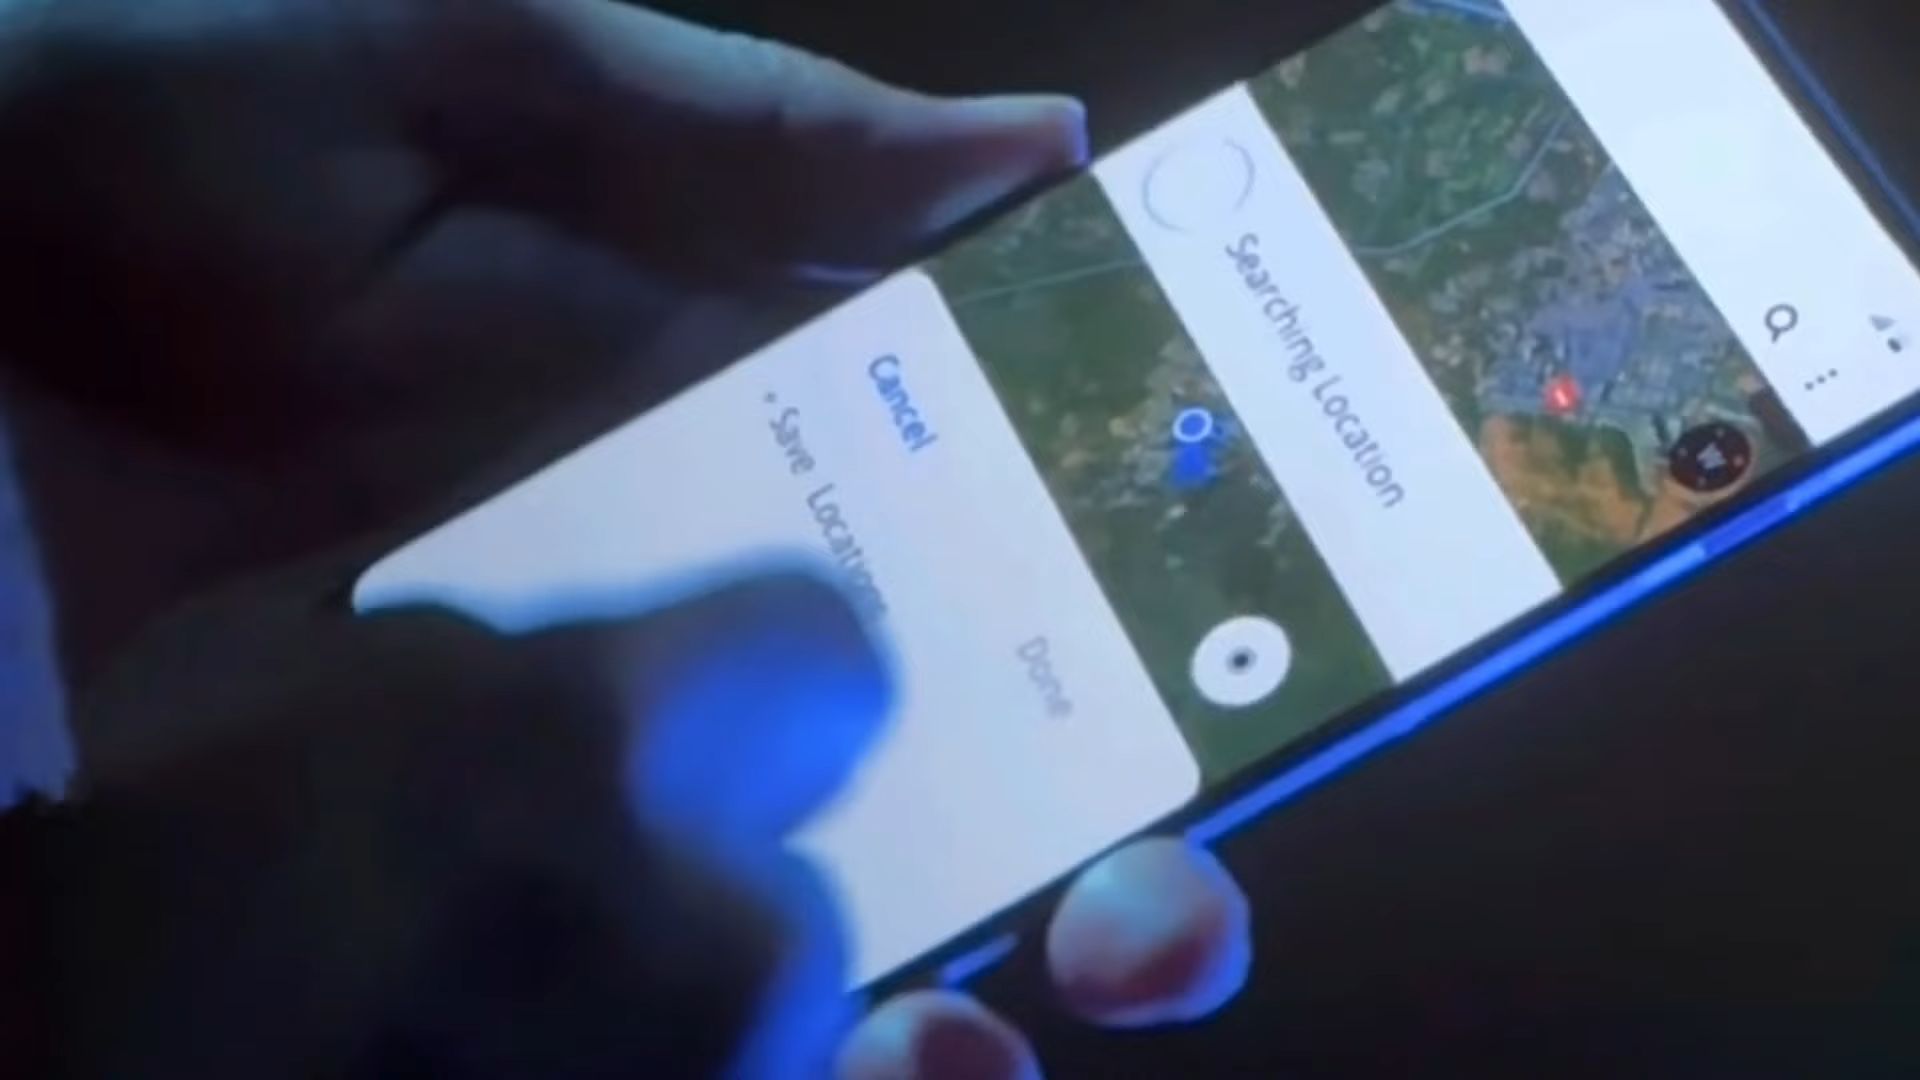 Searching Location
Cancel
Done
+ Save Location
W